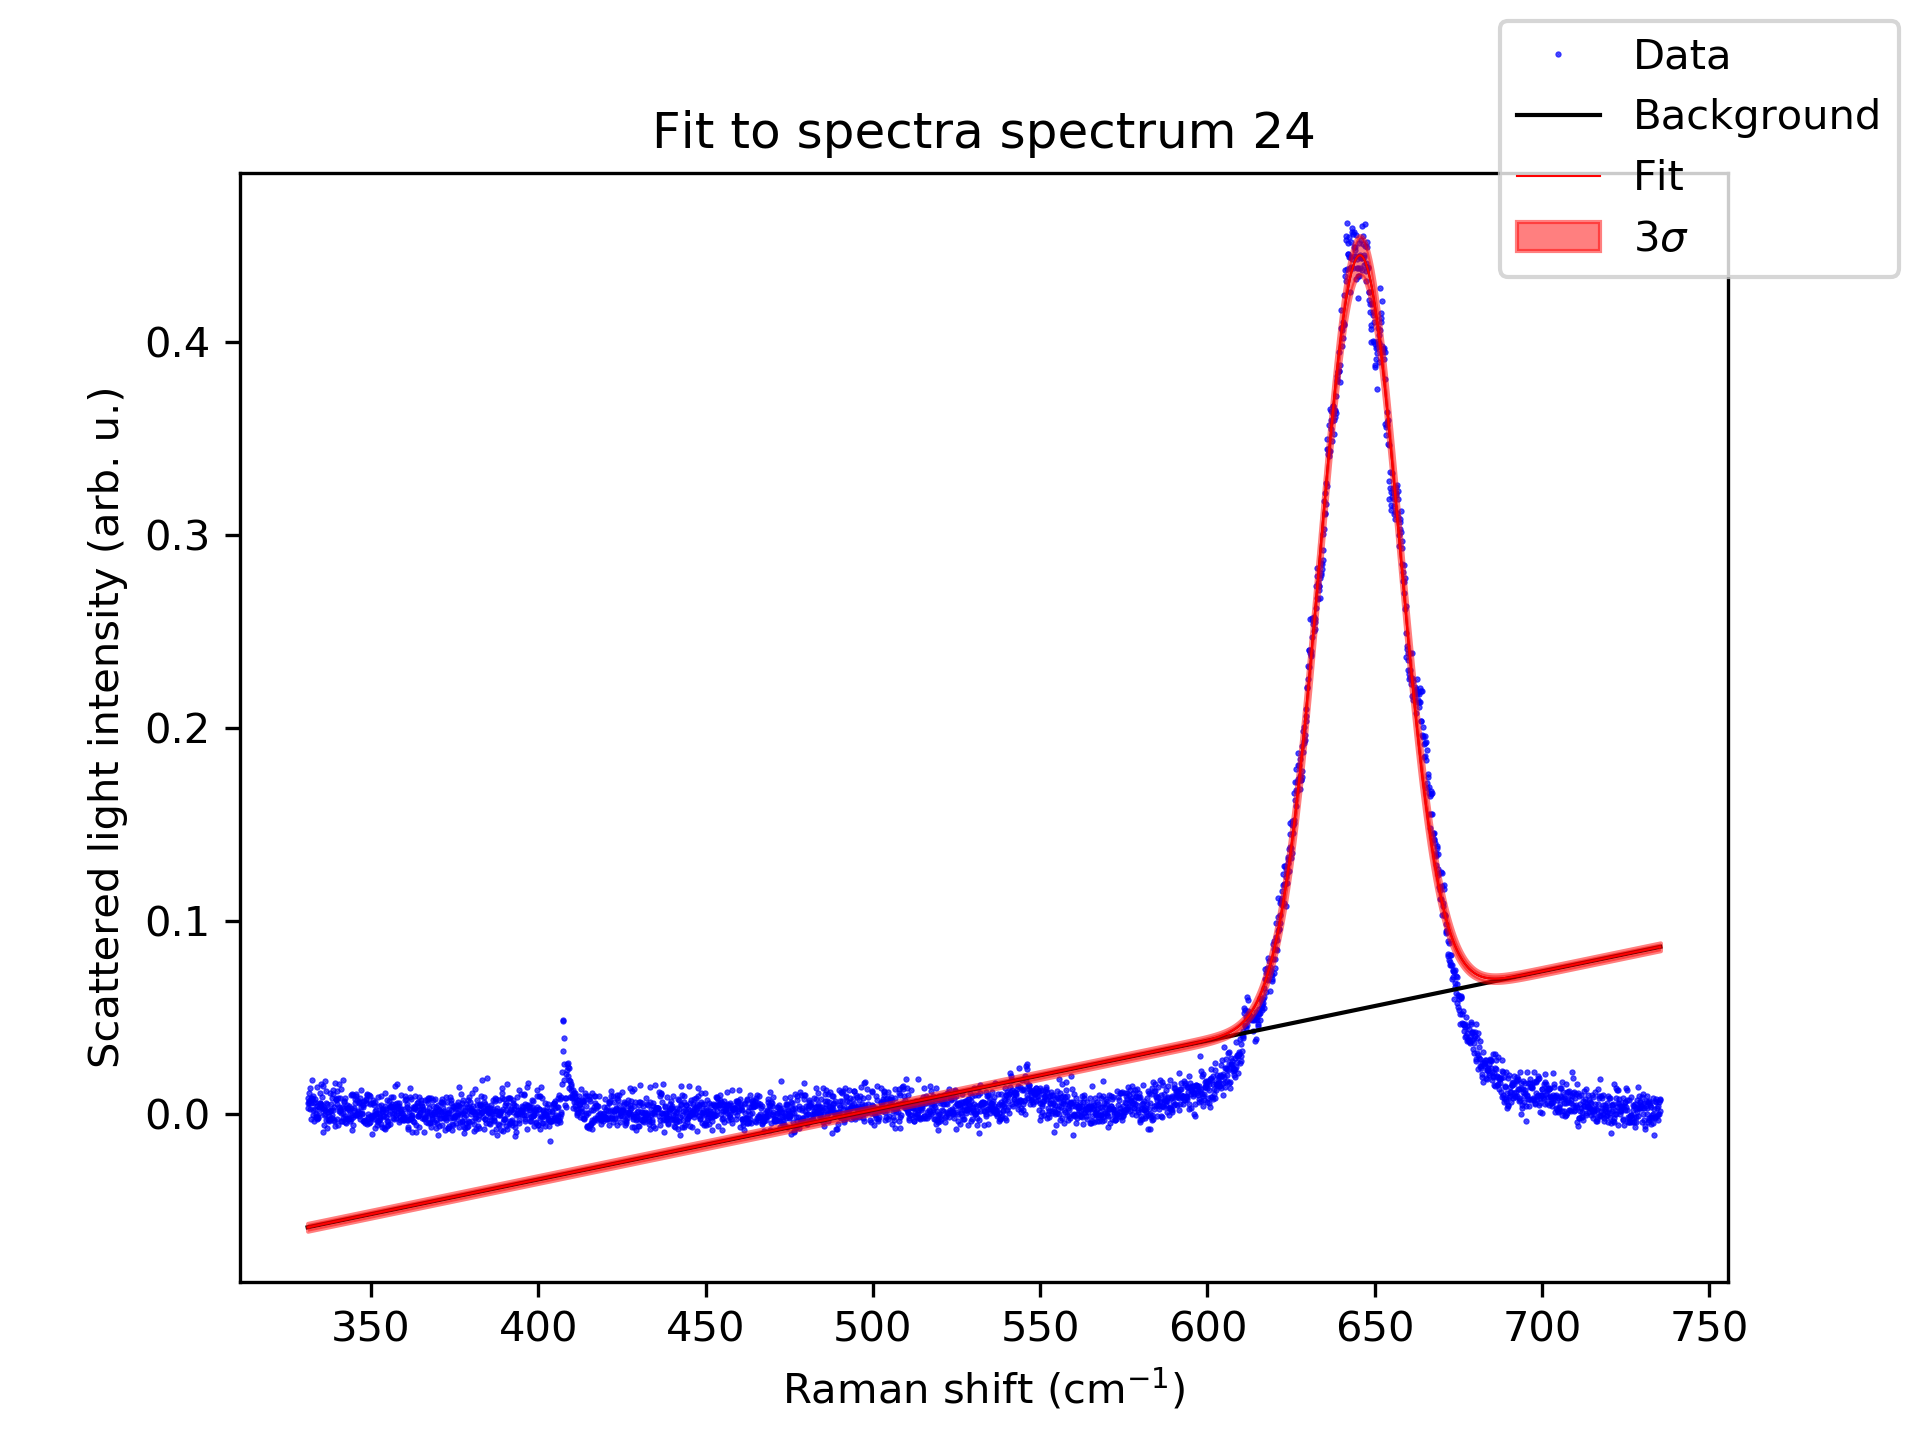 Data
Background
Fit
3σ
Fit to spectra spectrum 24
Scattered light intensity (arb. u.)
0.4
0.3
0.2
0.1
0.0
350 400 450 500 550 600 650 700 750
Raman shift (cm⁻¹)